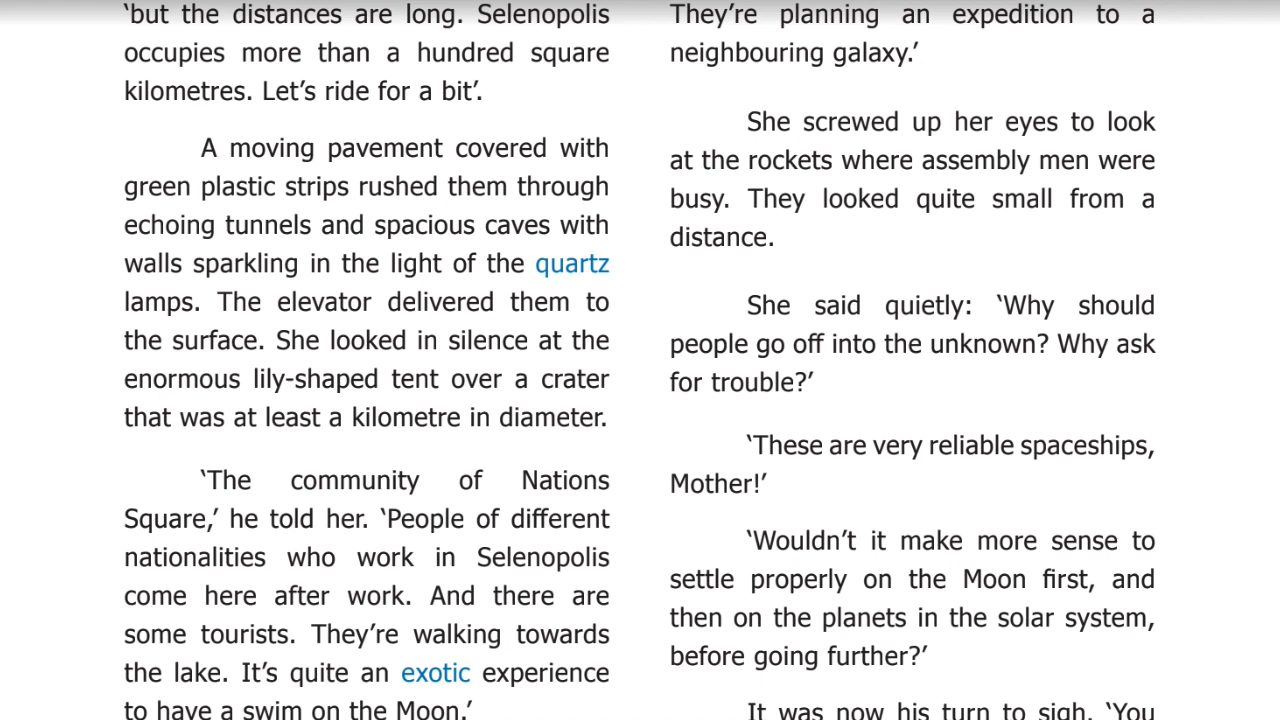 ‘but the distances are long. Selenopolis
occupies more than a hundred square
kilometres. Let’s ride for a bit’.
A moving pavement covered with
green plastic strips rushed them through
echoing tunnels and spacious caves with
walls sparkling in the light of the quartz
lamps. The elevator delivered them to
the surface. She looked in silence at the
enormous lily-shaped tent over a crater
that was at least a kilometre in diameter.
‘The community of Nations
Square,’ he told her. ‘People of different
nationalities who work in Selenopolis
come here after work. And there are
some tourists. They’re walking towards
the lake. It’s quite an exotic experience
to have a swim on the Moon.’
They’re planning an expedition to a
neighbouring galaxy.’
She screwed up her eyes to look
at the rockets where assembly men were
busy. They looked quite small from a
distance.
She said quietly: ‘Why should
people go off into the unknown? Why ask
for trouble?’
‘These are very reliable spaceships,
Mother!’
‘Wouldn’t it make more sense to
settle properly on the Moon first, and
then on the planets in the solar system,
before going further?’
It was now his turn to sigh. ‘You